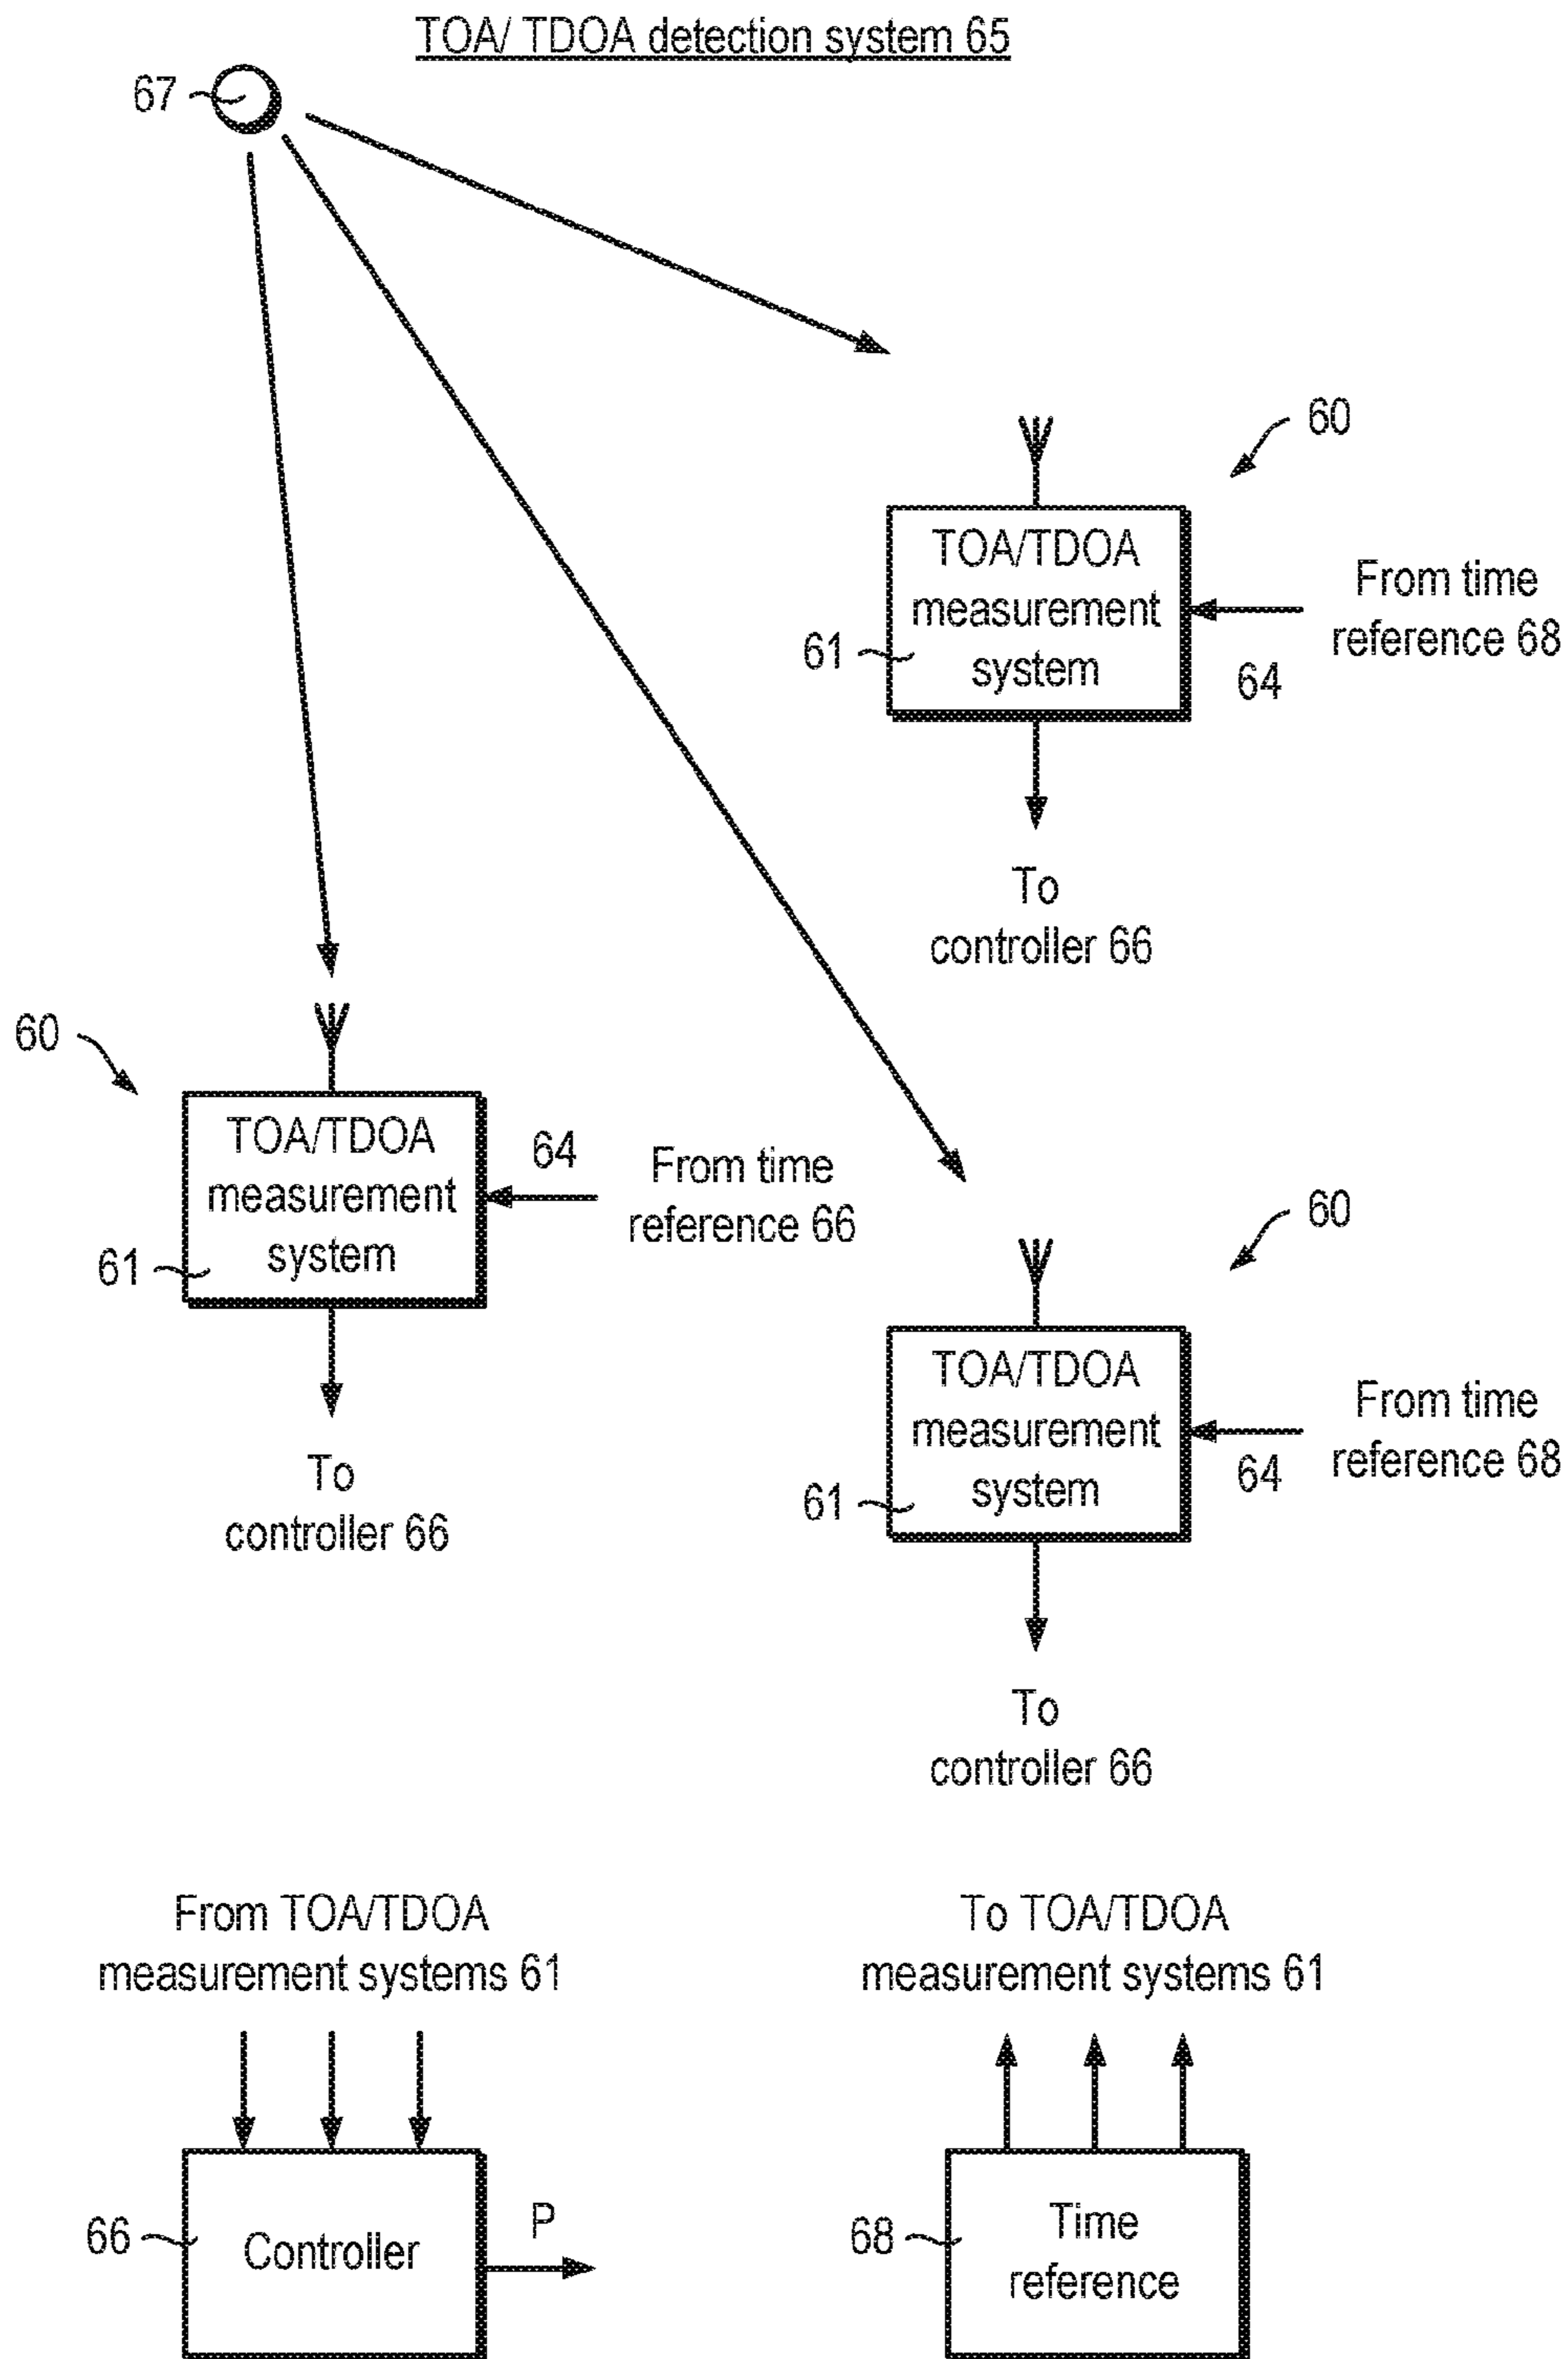 TOA/ TDOA detection system 65
67
60
TOA/TDOA
measurement
system
61
From time
reference 68
64
To
controller 66
60
TOA/TDOA
measurement
system
61
64
From time
reference 66
To
controller 66
60
TOA/TDOA
measurement
system
61
From time
reference 68
64
To
controller 66
From TOA/TDOA
measurement systems 61
66
Controller
P
To TOA/TDOA
measurement systems 61
68
Time
reference